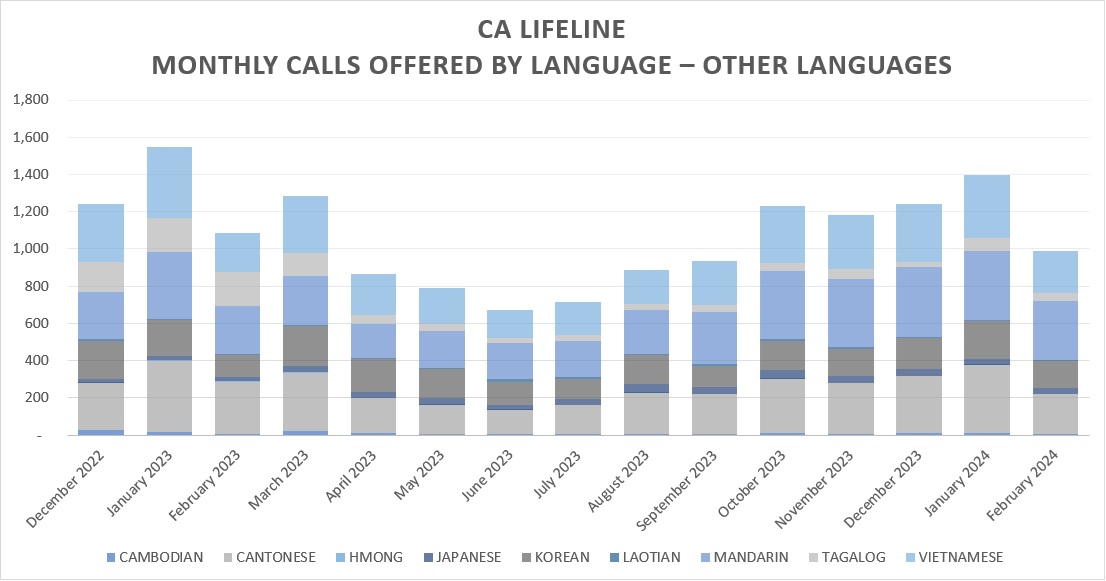 CA LIFELINE
MONTHLY CALLS OFFERED BY LANGUAGE – OTHER LANGUAGES
1,800
1,600
1,400
1,200
1,000
800
600
400
200
-
December 2022
January 2023
February 2023
March 2023
April 2023
May 2023
June 2023
July 2023
August 2023
September 2023
October 2023
November 2023
December 2023
January 2024
February 2024
CAMBODIAN CANTONESE HMONG JAPANESE KOREAN LAOTIAN MANDARIN TAGALOG VIETNAMESE